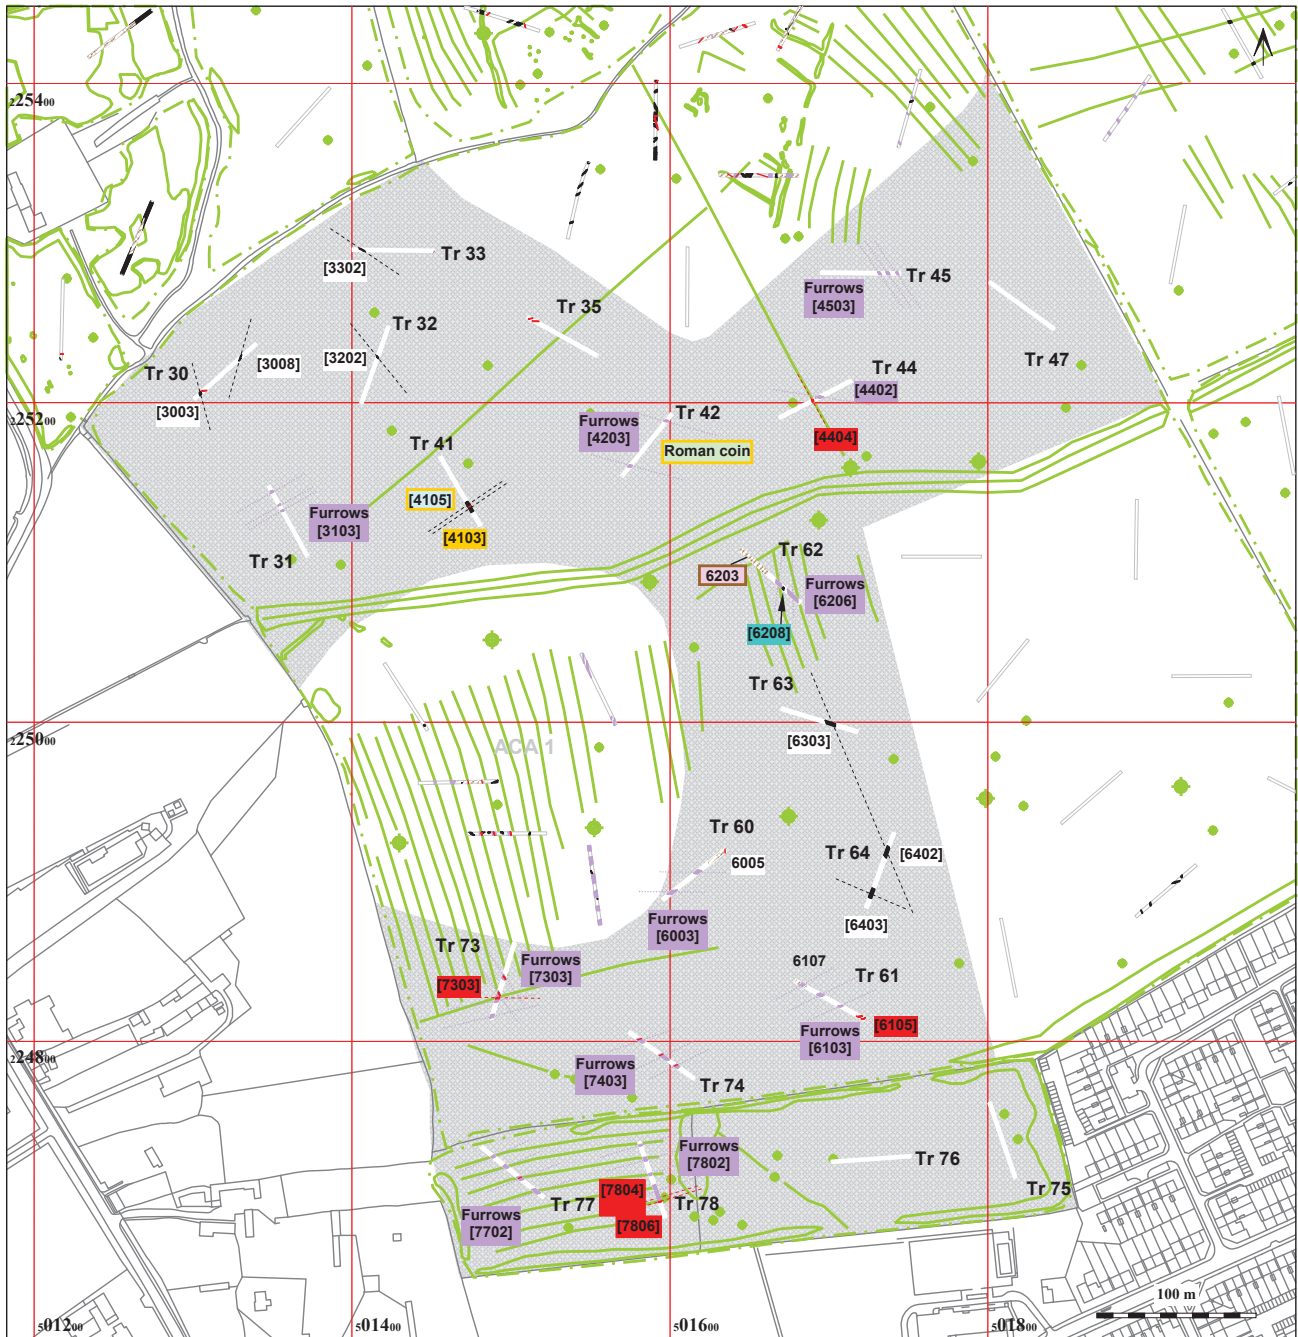 ²254⁰⁰
Tr 33
[3302]
Tr 45
Furrows
[4503]
Tr 35
Tr 32
Tr 47
[3202]
[3008]
Tr 30
Tr 44
[4402]
[3003]
²252⁰⁰
Furrows
[4203]
Tr 42
[4404]
Tr 41
Roman coin
[4105]
Furrows
[3103]
[4103]
Tr 31
Tr 62
6203
Furrows
[6206]
[6208]
Tr 63
²250⁰⁰
ACA 1
[6303]
Tr 60
6005
Tr 64
[6402]
Furrows
[6003]
[6403]
Tr 73
Furrows
[7303]
[7303]
6107
Tr 61
[6105]
Furrows
[6103]
²248⁰⁰
Furrows
[7403]
Tr 74
Furrows
[7802]
Tr 76
Tr 75
[7804]
Tr 77
Tr 78
Furrows
[7702]
[7806]
100 m
⁵012⁰⁰
⁵014⁰⁰
⁵016⁰⁰
⁵018⁰⁰